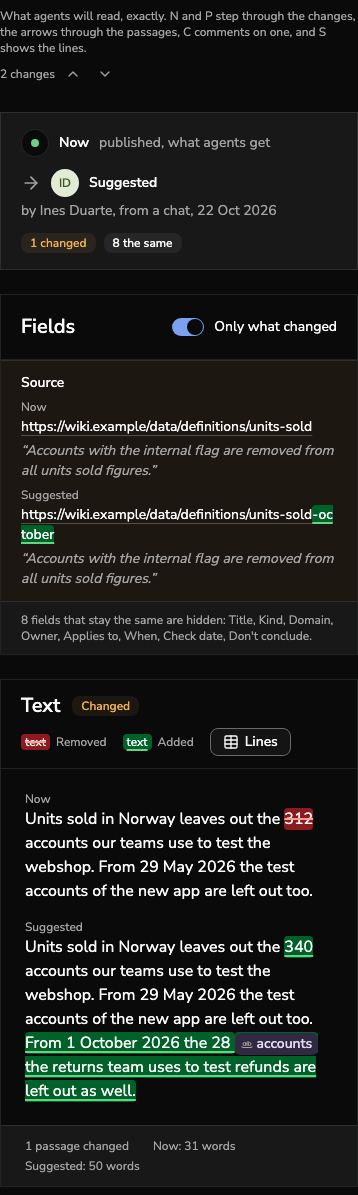 What agents will read, exactly. N and P step through the changes,
the arrows through the passages, C comments on one, and S
shows the lines.
2 changes
Now published, what agents get
ID Suggested
by Ines Duarte, from a chat, 22 Oct 2026
1 changed 8 the same
Fields Only what changed
Source
Now
https://wiki.example/data/definitions/units-sold
“Accounts with the internal flag are removed from
all units sold figures.”
Suggested
https://wiki.example/data/definitions/units-sold-oc
tober
“Accounts with the internal flag are removed from
all units sold figures.”
8 fields that stay the same are hidden: Title, Kind, Domain,
Owner, Applies to, When, Check date, Don't conclude.
Text Changed
text Removed text Added Lines
Now
Units sold in Norway leaves out the 312
accounts our teams use to test the
webshop. From 29 May 2026 the test
accounts of the new app are left out too.
Suggested
Units sold in Norway leaves out the 340
accounts our teams use to test the
webshop. From 29 May 2026 the test
accounts of the new app are left out too.
From 1 October 2026 the 28 accounts
the returns team uses to test refunds are
left out as well.
1 passage changed Now: 31 words
Suggested: 50 words